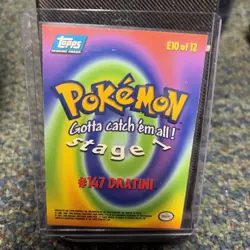 TOPPS
E10 of 12
POKéMON
Gotta catch 'em all!
stage 1
#147 DRATINI